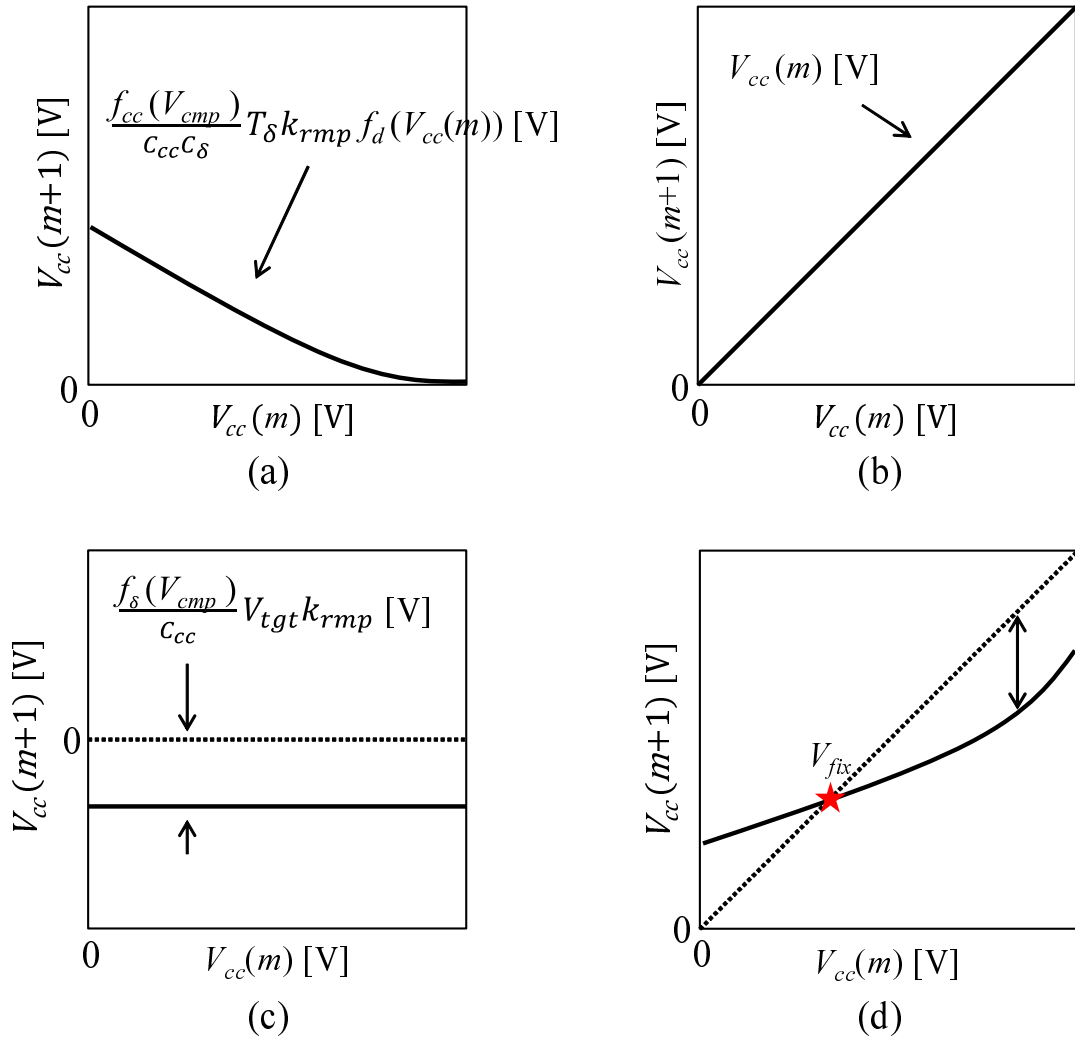 f_cc(V_cmp)/C_cc C_δ T_δ k_rmp f_d(V_cc(m)) [V]
V_cc(m+1) [V]
0
0
V_cc(m) [V]
(a)
V_cc(m) [V]
V_cc(m+1) [V]
0
0
V_cc(m) [V]
(b)
f_δ(V_cmp)/C_cc V_tgt k_rmp [V]
V_cc(m+1) [V]
0
0
V_cc(m) [V]
(c)
V_fix
V_cc(m+1) [V]
0
0
V_cc(m) [V]
(d)